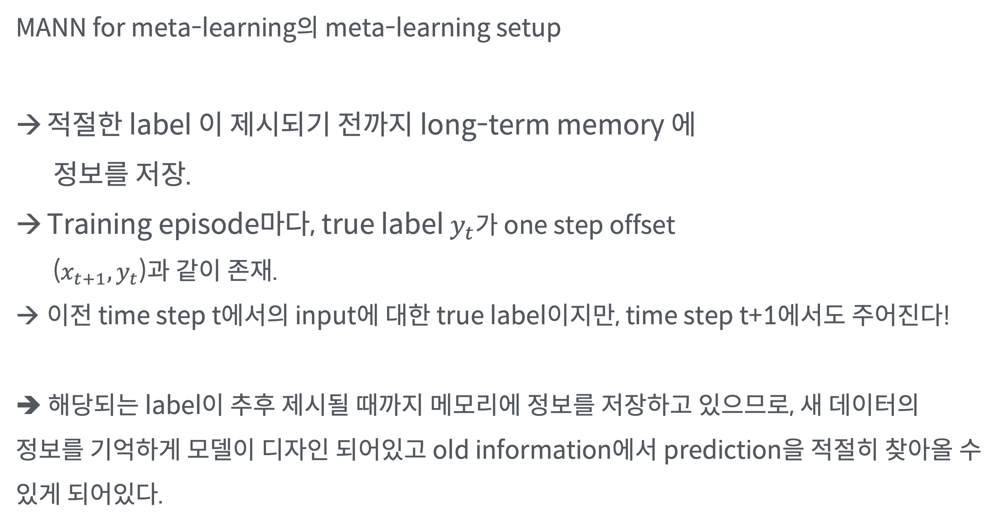 MANN for meta-learning의 meta-learning setup
→ 적절한 label 이 제시되기 전까지 long-term memory 에
정보를 저장.
→ Training episode마다, true label $y_t$가 one step offset
$(x_{t+1}, y_t)$과 같이 존재.
→ 이전 time step t에서의 input에 대한 true label이지만, time step t+1에서도 주어진다!
➔ 해당되는 label이 추후 제시될 때까지 메모리에 정보를 저장하고 있으므로, 새 데이터의
정보를 기억하게 모델이 디자인 되어있고 old information에서 prediction을 적절히 찾아올 수
있게 되어있다.